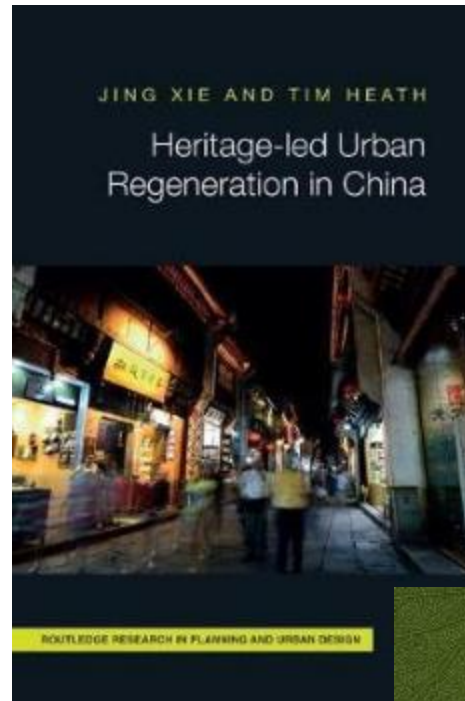 JING XIE AND TIM HEATH
Heritage-led Urban
Regeneration in China
ROUTLEDGE RESEARCH IN PLANNING AND URBAN DESIGN